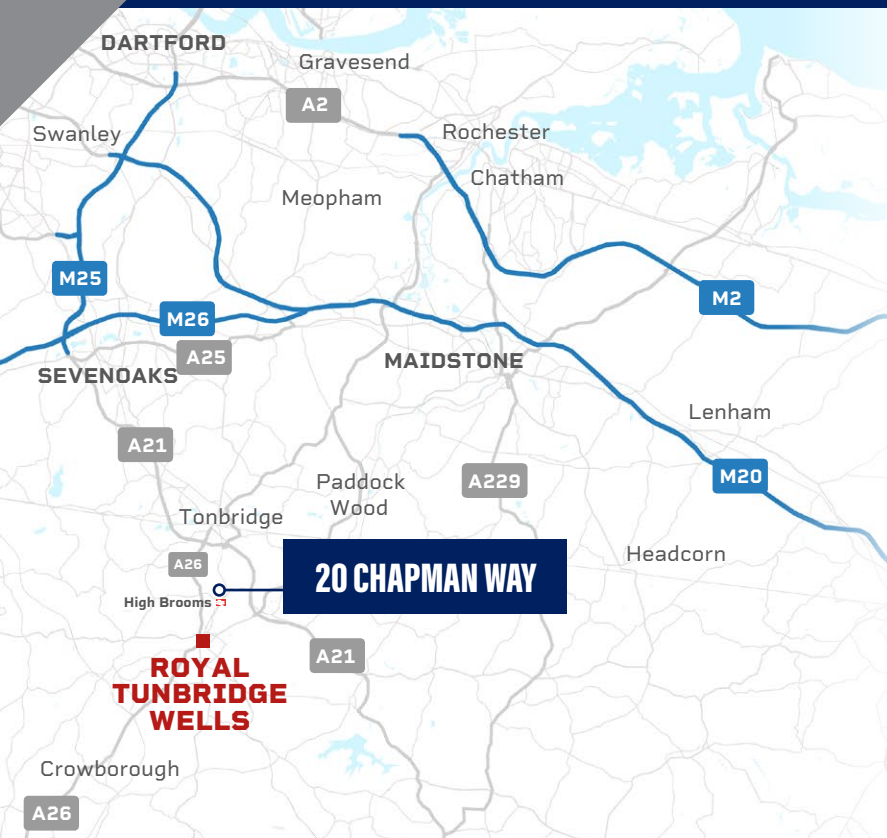 DARTFORD
Gravesend
A2
Swanley
Rochester
Chatham
Meopham
M25
M2
M26
A25
SEVENOAKS
MAIDSTONE
Lenham
A21
M20
Paddock
Wood
A229
Tonbridge
Headcorn
A26
20 CHAPMAN WAY
High Brooms
A21
ROYAL
TUNBRIDGE
WELLS
Crowborough
A26